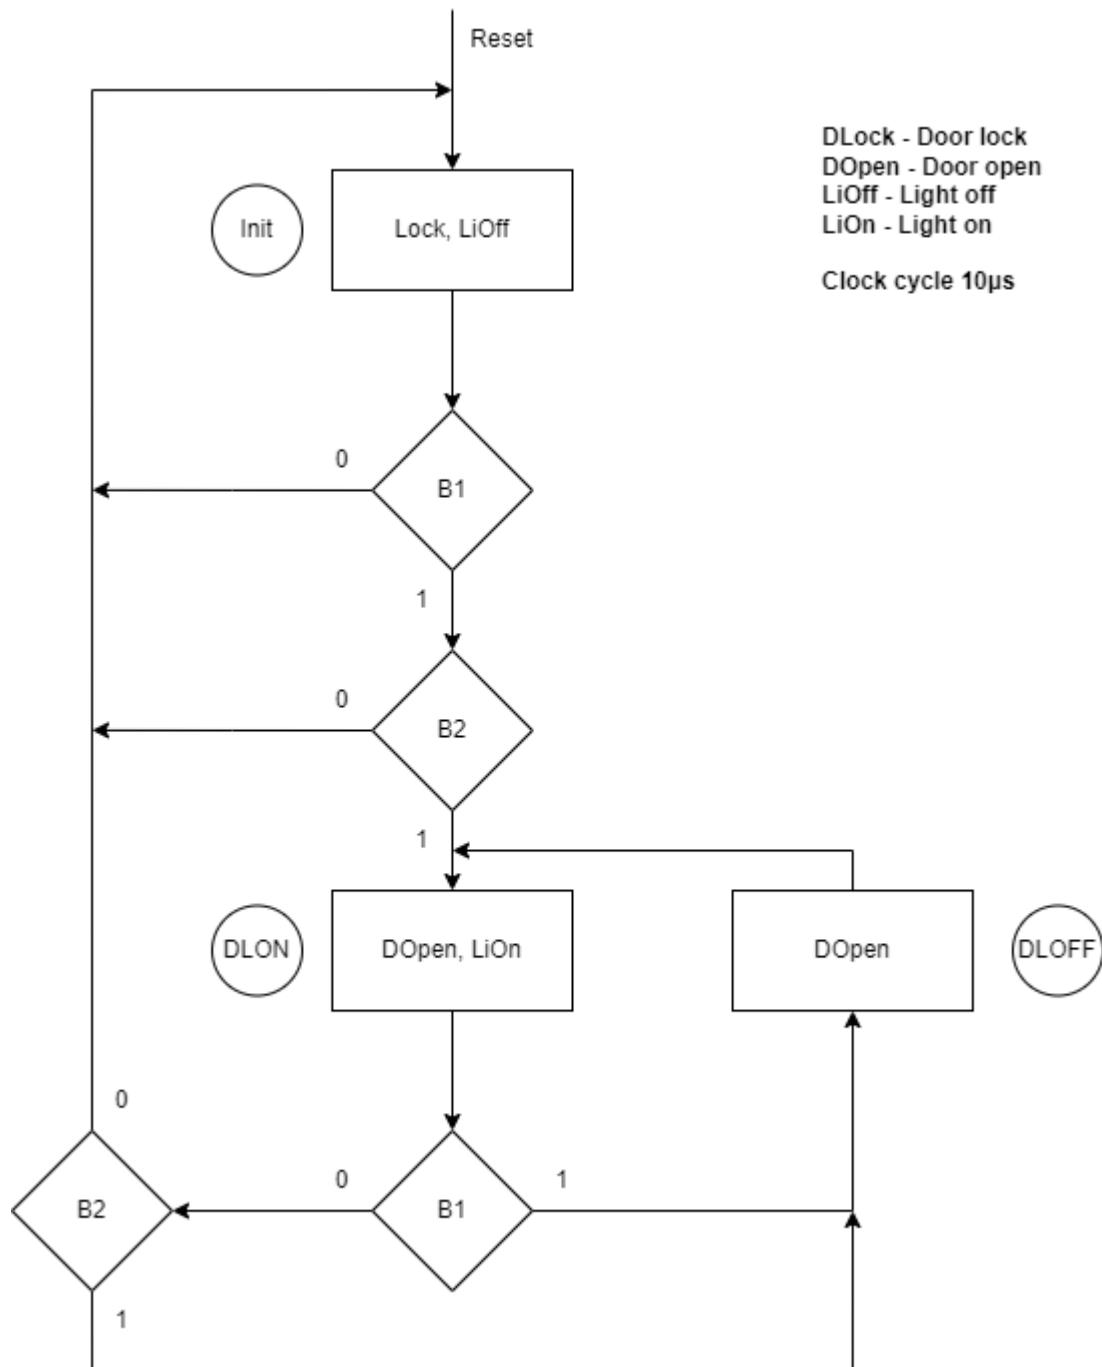 Reset
DLock - Door lock
DOpen - Door open
LiOff - Light off
LiOn - Light on
Clock cycle 10μs
Init
Lock, LiOff
0
B1
1
0
B2
1
DLON
DOpen, LiOn
DOpen
DLOFF
0
0
1
B2
B1
1